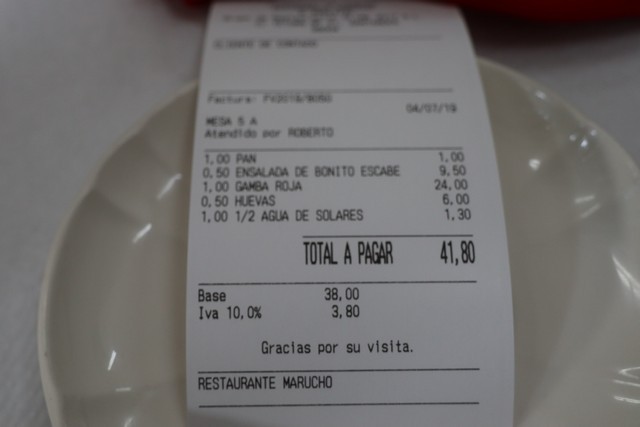 CLIENTE DE CONTADO
Factura: FV2019/8050
04/07/19
MESA 5 A
Atendido por ROBERTO
1,00 PAN 1,00
0,50 ENSALADA DE BONITO ESCABE 9,50
1,00 GAMBA ROJA 24,00
0,50 HUEVAS 6,00
1,00 1/2 AGUA DE SOLARES 1,30
TOTAL A PAGAR 41,80
Base 38,00
Iva 10,0% 3,80
Gracias por su visita.
RESTAURANTE MARUCHO